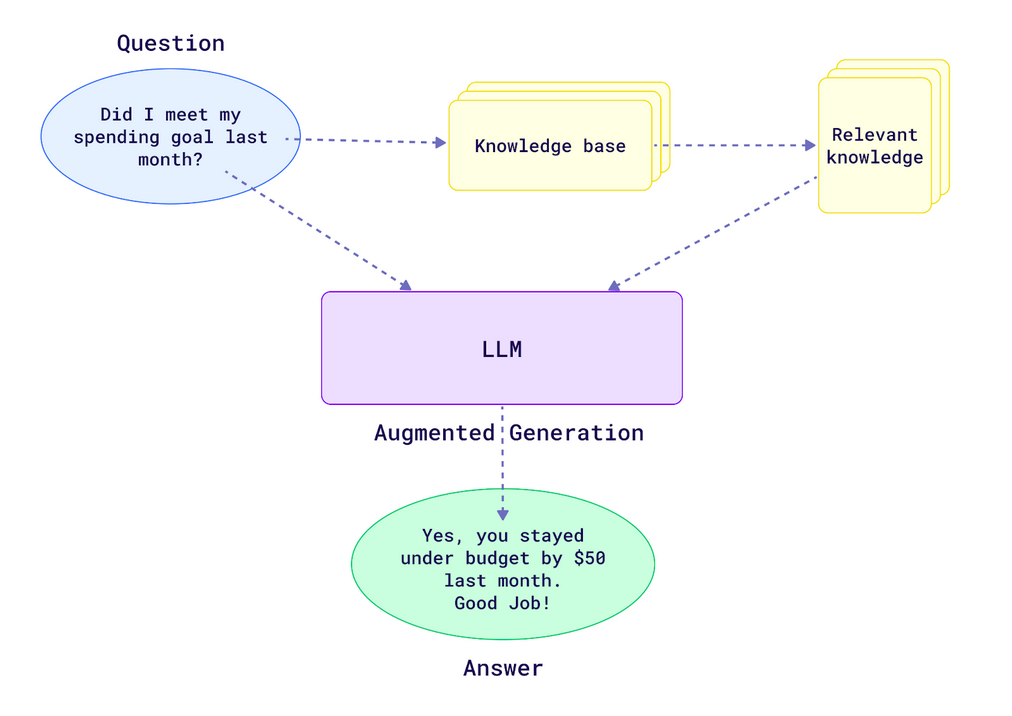 Question
Did I meet my
spending goal last
month?
Knowledge base
Relevant
knowledge
LLM
Augmented Generation
Yes, you stayed
under budget by $50
last month.
Good Job!
Answer